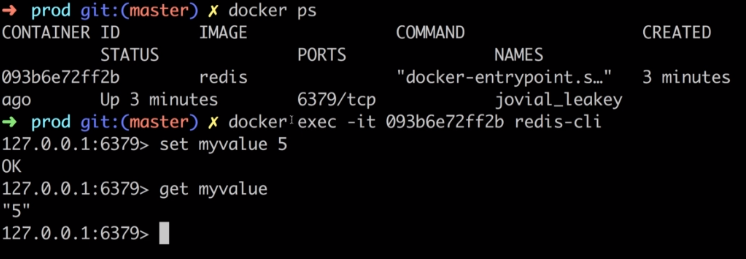 ➜ prod git:(master) ✗ docker ps
CONTAINER ID IMAGE COMMAND CREATED
STATUS PORTS NAMES
093b6e72ff2b redis "docker-entrypoint.s…" 3 minutes
ago Up 3 minutes 6379/tcp jovial_leakey
➜ prod git:(master) ✗ docker exec -it 093b6e72ff2b redis-cli
127.0.0.1:6379> set myvalue 5
OK
127.0.0.1:6379> get myvalue
"5"
127.0.0.1:6379>